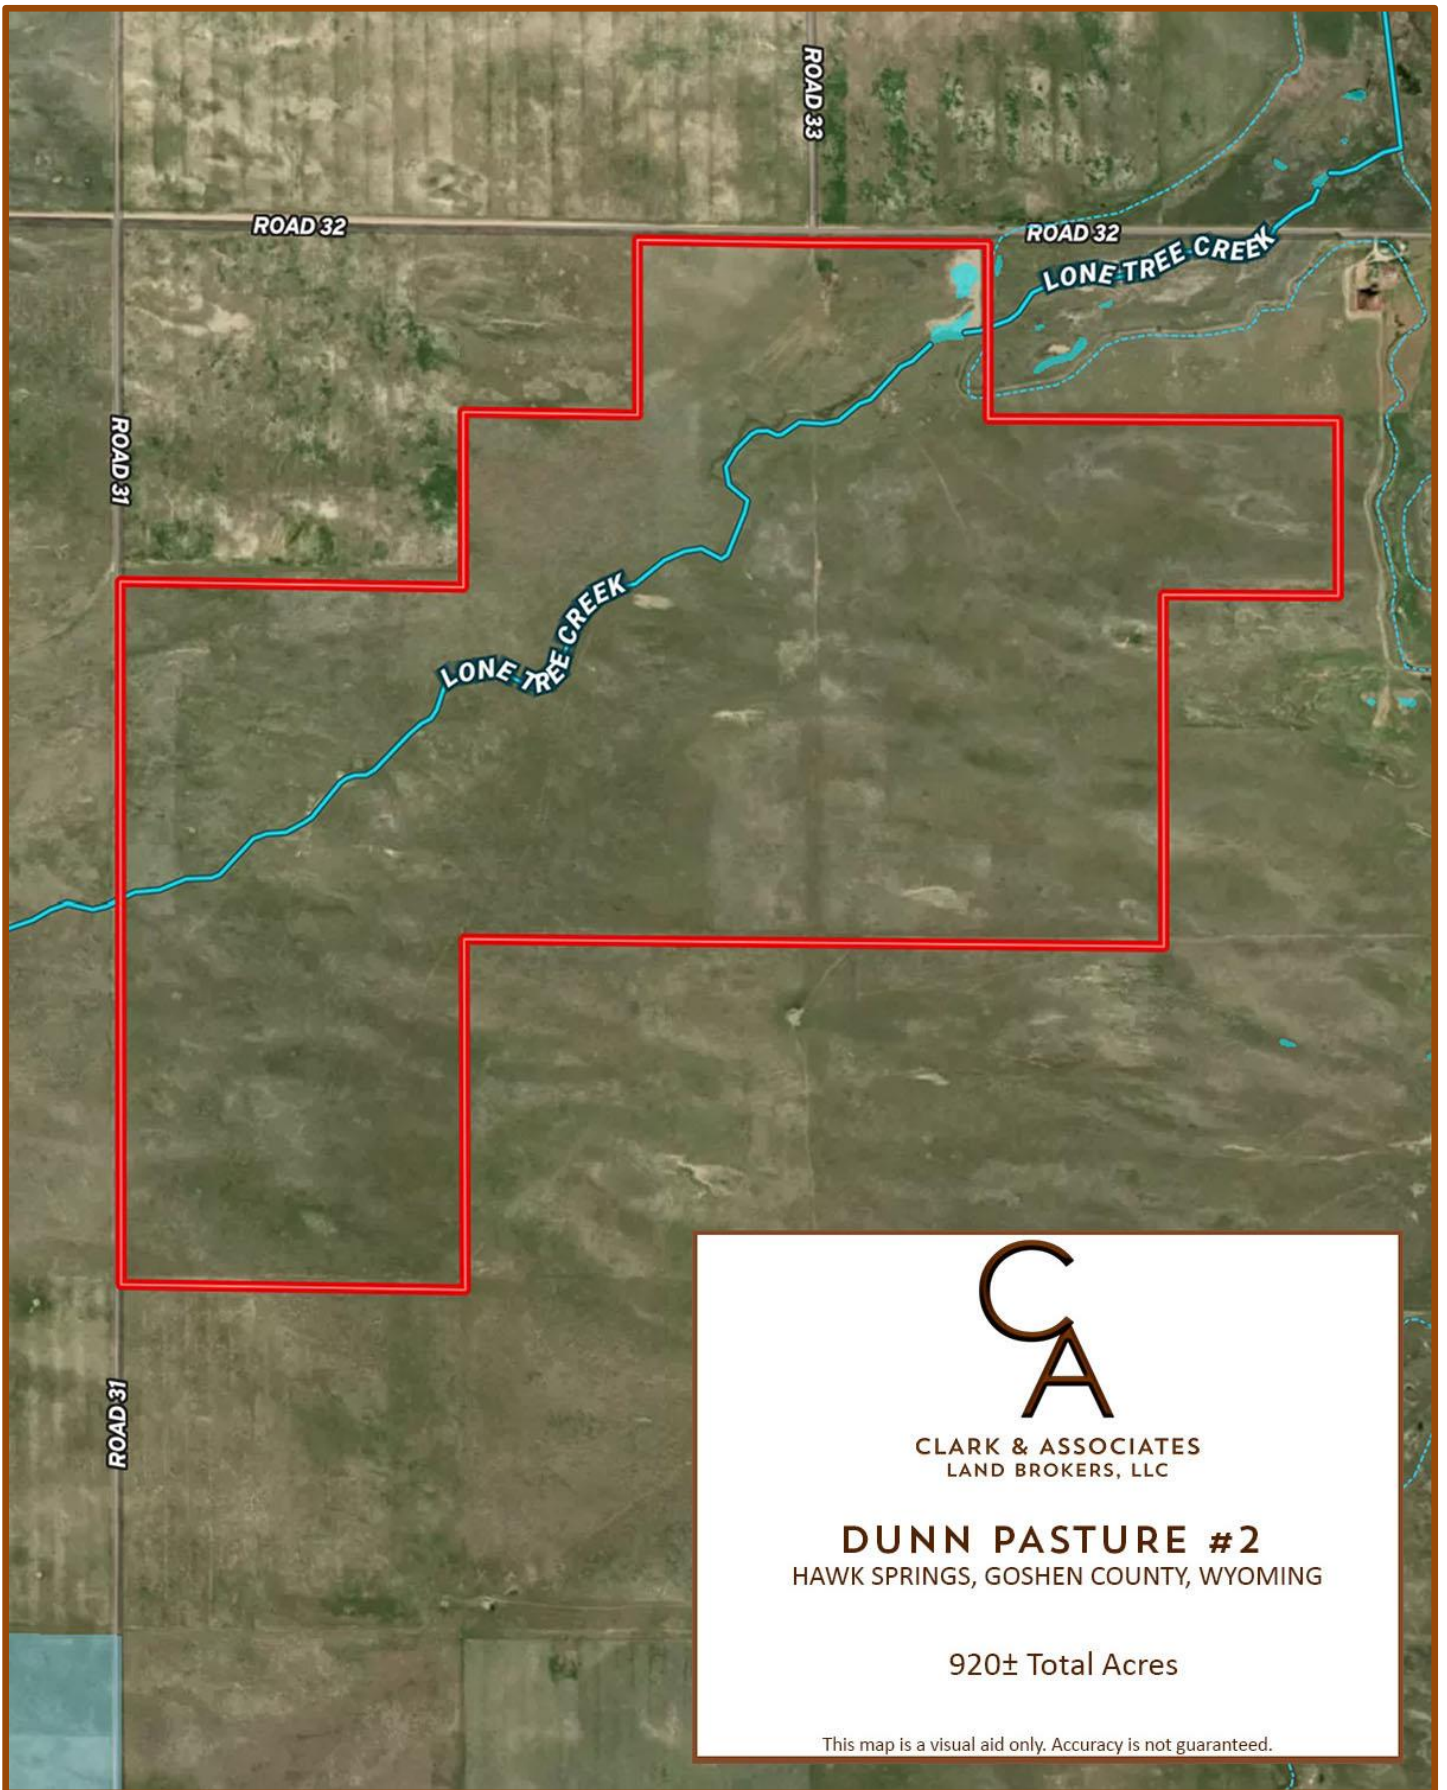 ROAD 33
ROAD 32
ROAD 32
LONE TREE CREEK
ROAD 31
LONE TREE CREEK
ROAD 31
CA
CLARK & ASSOCIATES
LAND BROKERS, LLC
DUNN PASTURE #2
HAWK SPRINGS, GOSHEN COUNTY, WYOMING
920± Total Acres
This map is a visual aid only. Accuracy is not guaranteed.